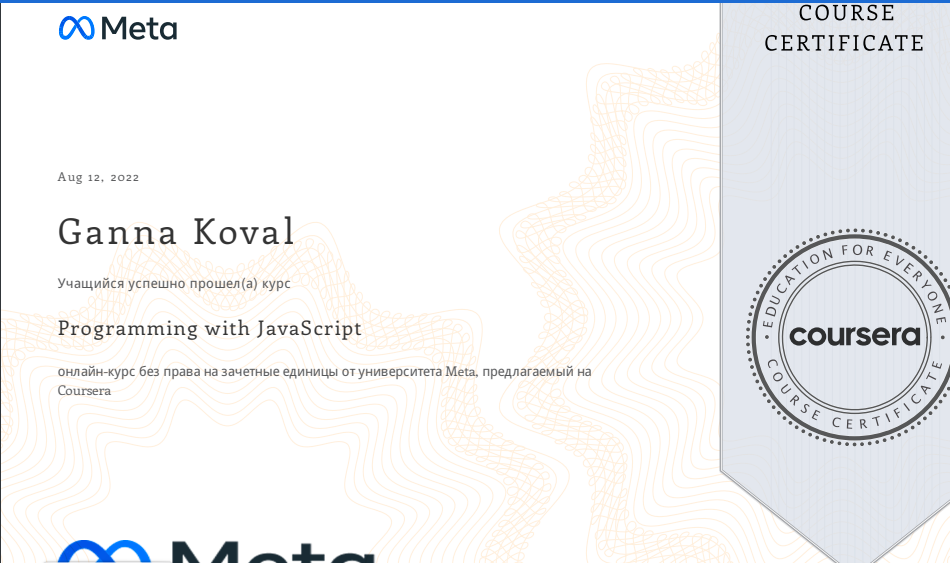 Meta
COURSE
CERTIFICATE
Aug 12, 2022
Ganna Koval
Учащийся успешно прошел(а) курс
Programming with JavaScript
онлайн-курс без права на зачетные единицы от университета Meta, предлагаемый на
Coursera
EDUCATION FOR EVERYONE
coursera
COURSE CERTIFICATE
Meta